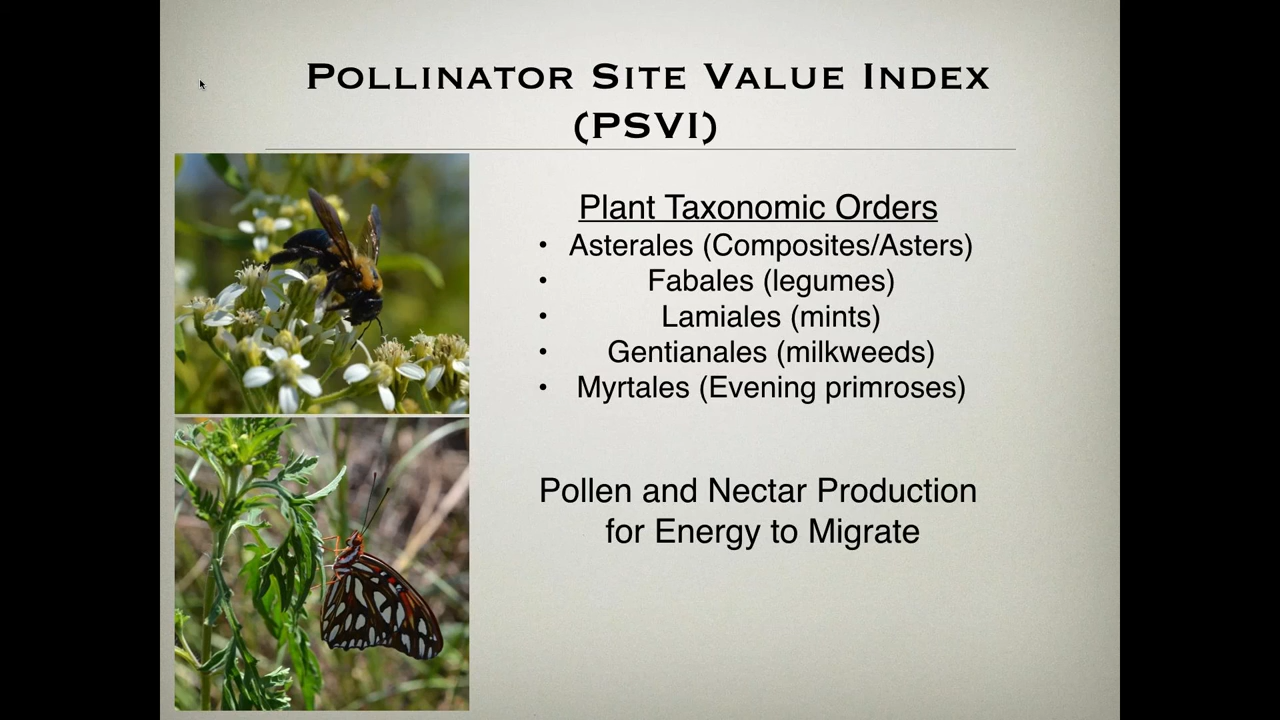 Pollinator Site Value Index
(PSVI)
Plant Taxonomic Orders
• Asterales (Composites/Asters)
• Fabales (legumes)
• Lamiales (mints)
• Gentianales (milkweeds)
• Myrtales (Evening primroses)
Pollen and Nectar Production
for Energy to Migrate